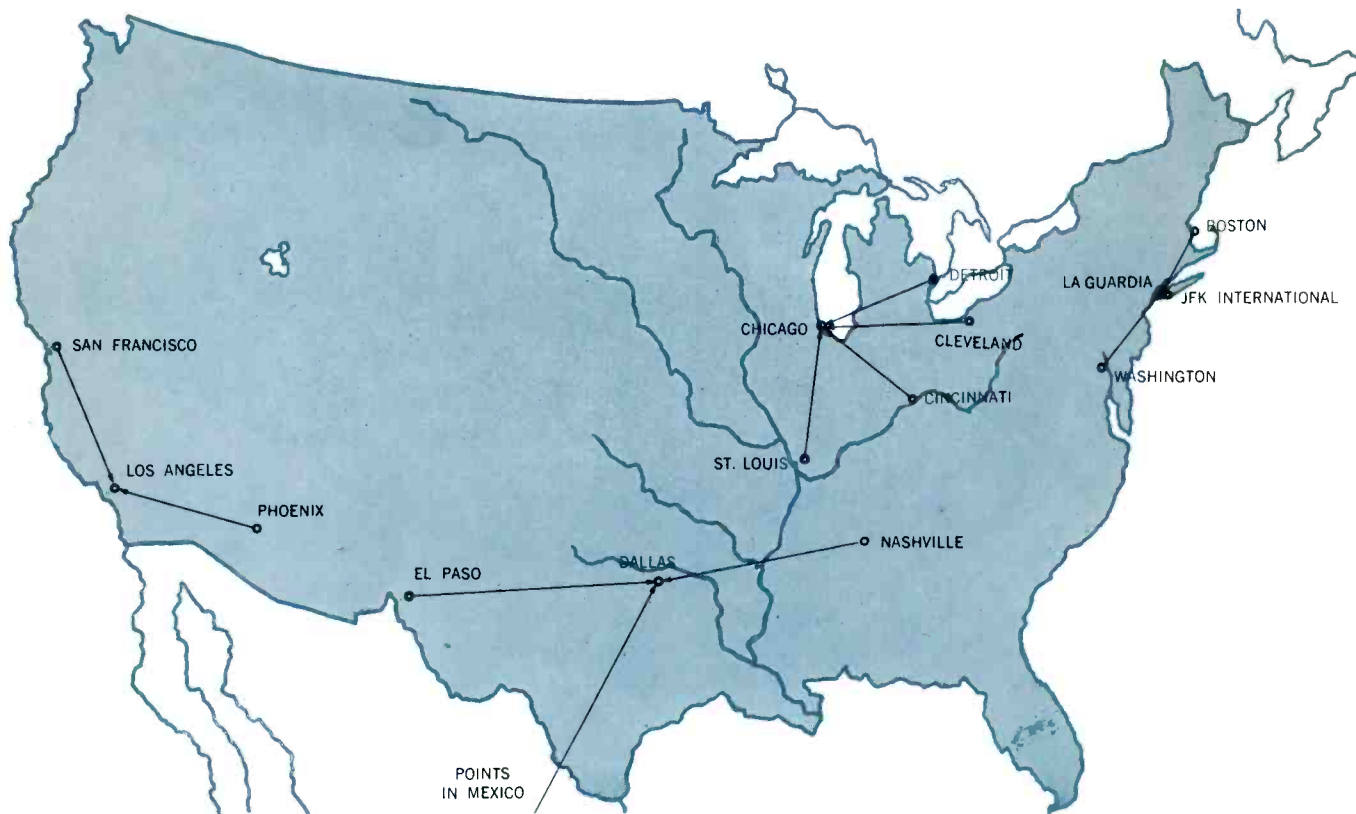 BOSTON
DETROIT
LA GUARDIA
JFK INTERNATIONAL
CHICAGO
CLEVELAND
SAN FRANCISCO
WASHINGTON
CINCINNATI
ST. LOUIS
LOS ANGELES
PHOENIX
NASHVILLE
DALLAS
EL PASO
POINTS
IN MEXICO